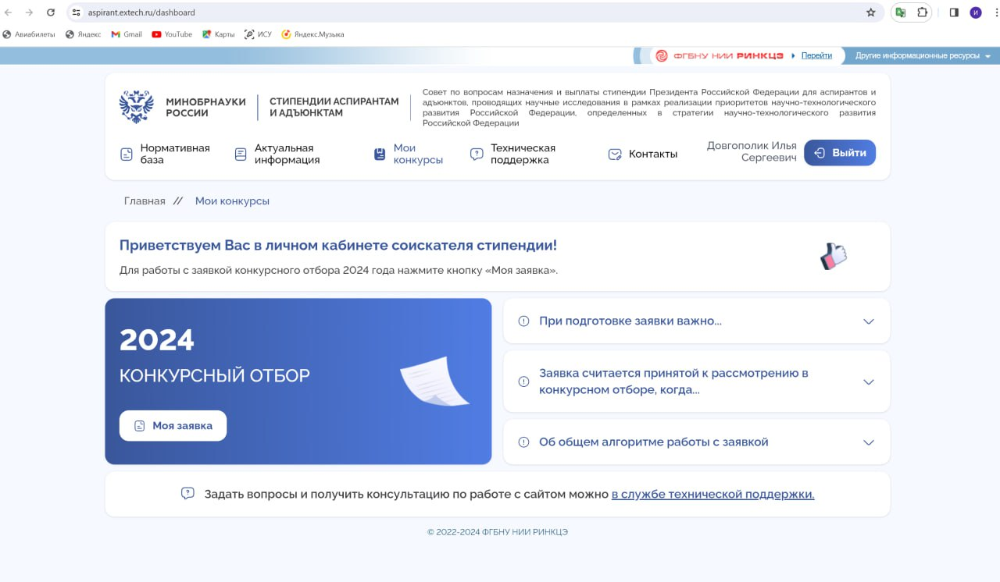 aspirant.extech.ru/dashboard
И
Авиабилеты Яндекс Gmail YouTube Карты ИСУ Яндекс.Музыка
ФГБНУ НИИ РИНКЦЭ Перейти Другие информационные ресурсы
МИНОБРНАУКИ
РОССИИ
СТИПЕНДИИ АСПИРАНТАМ
И АДЪЮНКТАМ
Совет по вопросам назначения и выплаты стипендии Президента Российской Федерации для аспирантов и
адъюнктов, проводящих научные исследования в рамках реализации приоритетов научно-технологического
развития Российской Федерации, определенных в стратегии научно-технологического развития
Российской Федерации
Нормативная
база
Актуальная
информация
Мои
конкурсы
Техническая
поддержка
Контакты
Довгополик Илья
Сергеевич
Выйти
Главная // Мои конкурсы
Приветствуем Вас в личном кабинете соискателя стипендии!
Для работы с заявкой конкурсного отбора 2024 года нажмите кнопку «Моя заявка».
2024
КОНКУРСНЫЙ ОТБОР
Моя заявка
При подготовке заявки важно...
Заявка считается принятой к рассмотрению в
конкурсном отборе, когда...
Об общем алгоритме работы с заявкой
Задать вопросы и получить консультацию по работе с сайтом можно в службе технической поддержки.
© 2022-2024 ФГБНУ НИИ РИНКЦЭ